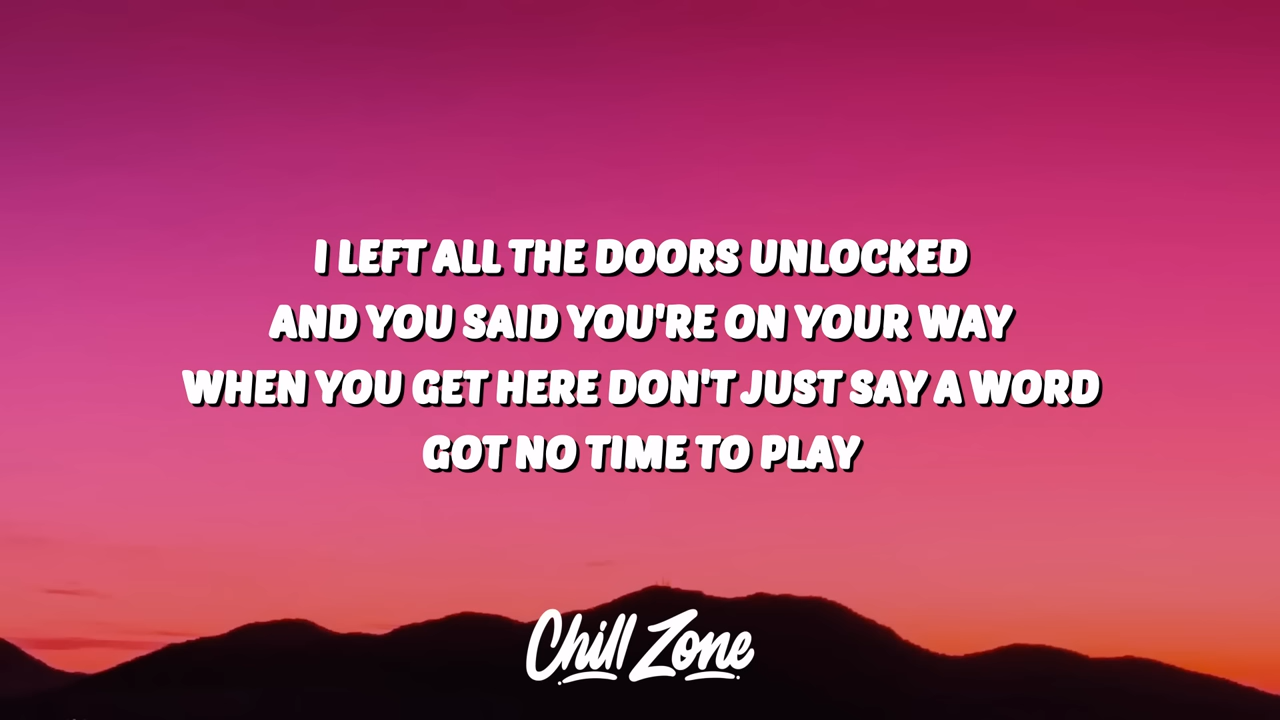 I LEFT ALL THE DOORS UNLOCKED
AND YOU SAID YOU'RE ON YOUR WAY
WHEN YOU GET HERE DON'T JUST SAY A WORD
GOT NO TIME TO PLAY
Chill Zone